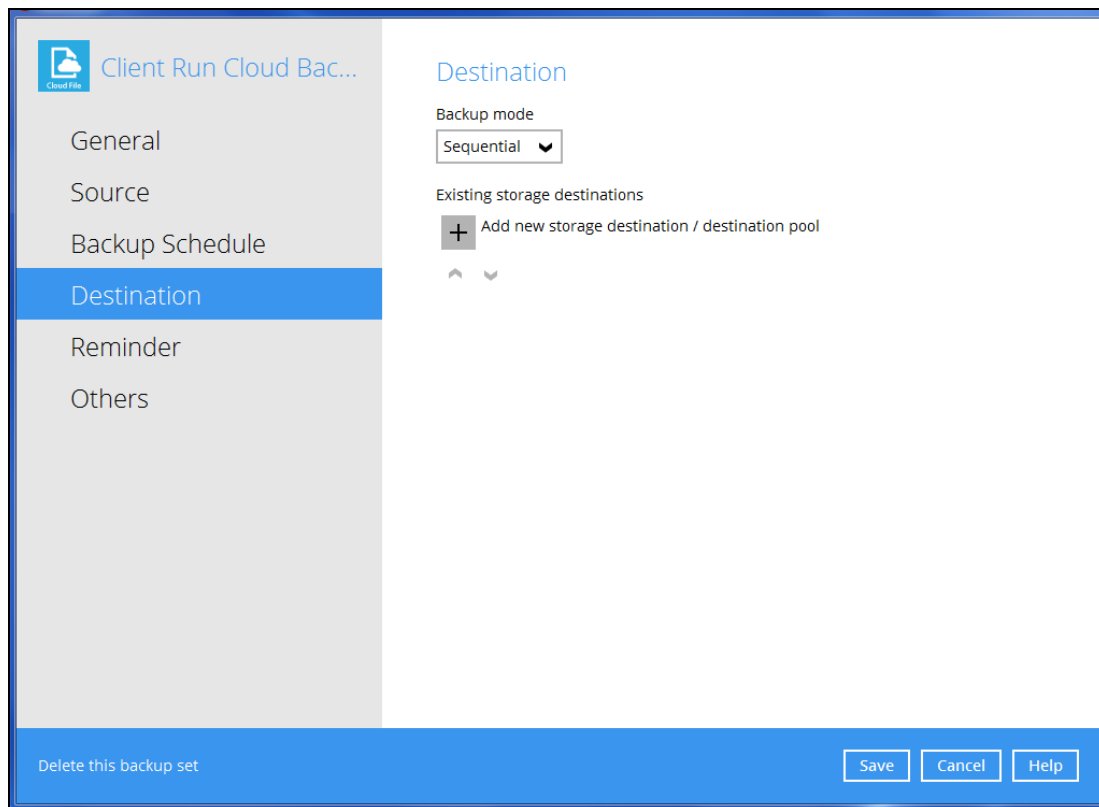 Cloud File
Client Run Cloud Bac...
General
Source
Backup Schedule
Destination
Reminder
Others
Destination
Backup mode
Sequential
Existing storage destinations
Add new storage destination / destination pool
Delete this backup set
Save
Cancel
Help